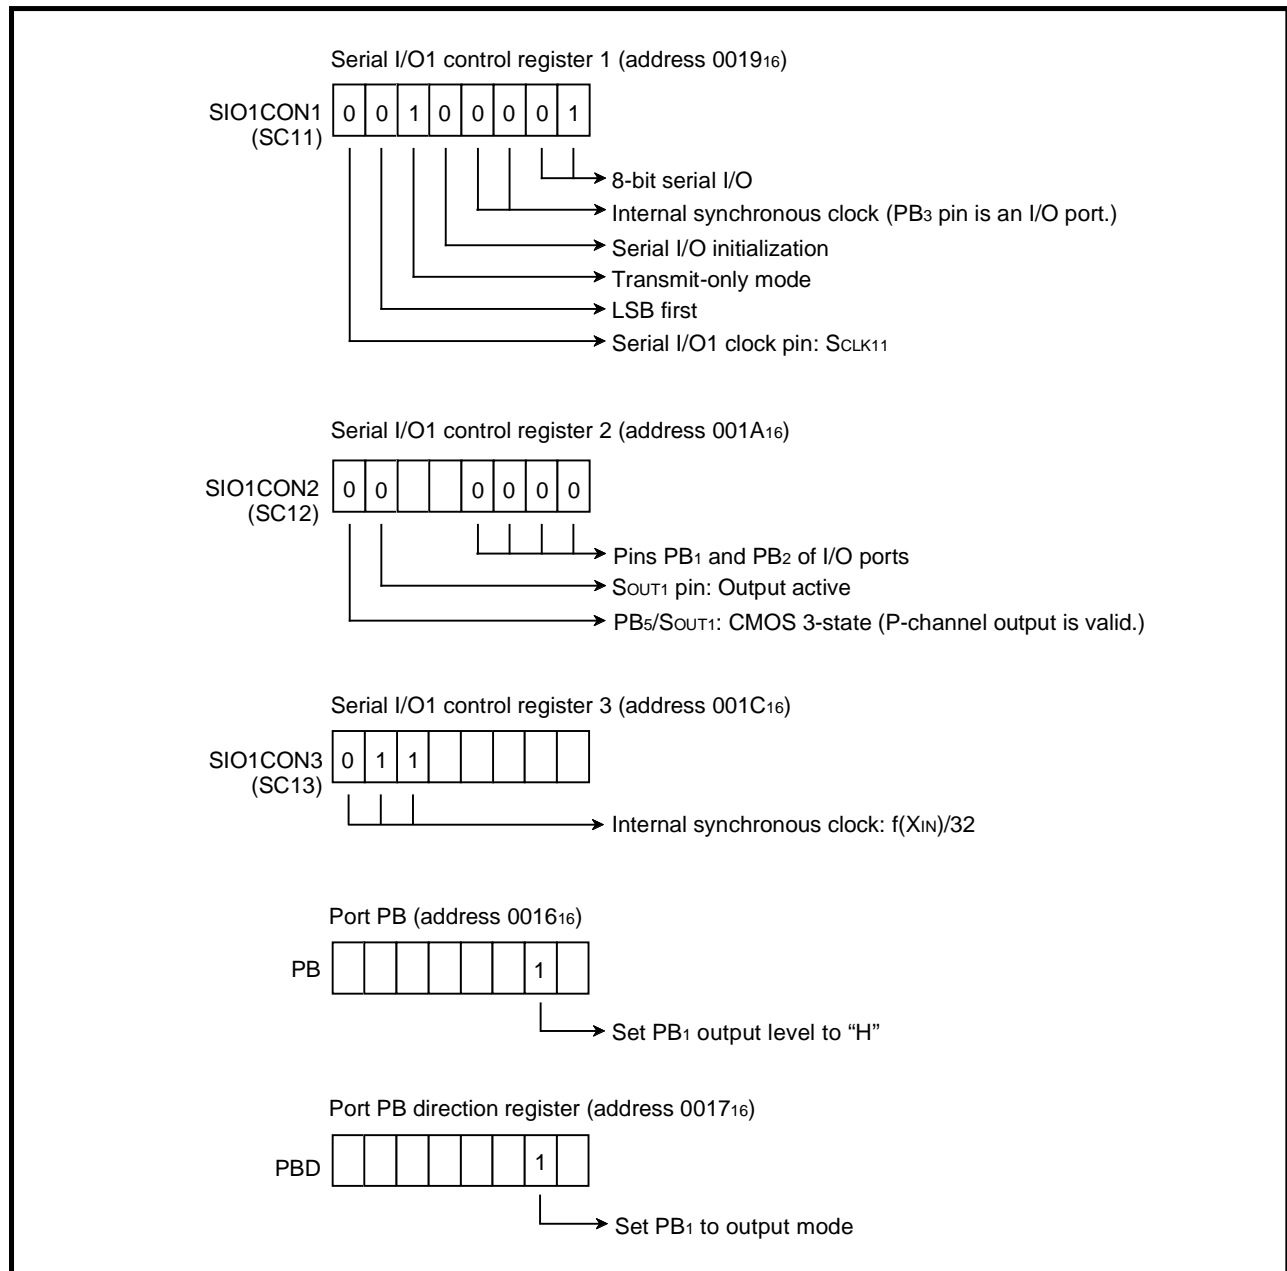 Serial I/O1 control register 1 (address 0019₁₆)
SIO1CON1 0 0 1 0 0 0 0 1
(SC11)
8-bit serial I/O
Internal synchronous clock (PB₃ pin is an I/O port.)
Serial I/O initialization
Transmit-only mode
LSB first
Serial I/O1 clock pin: SCLK11
Serial I/O1 control register 2 (address 001A₁₆)
SIO1CON2 0 0 0 0 0 0
(SC12)
Pins PB₁ and PB₂ of I/O ports
SOUT1 pin: Output active
PB₅/SOUT1: CMOS 3-state (P-channel output is valid.)
Serial I/O1 control register 3 (address 001C₁₆)
SIO1CON3 0 1 1
(SC13)
Internal synchronous clock: f(XIN)/32
Port PB (address 0016₁₆)
PB 1
Set PB₁ output level to “H”
Port PB direction register (address 0017₁₆)
PBD 1
Set PB₁ to output mode